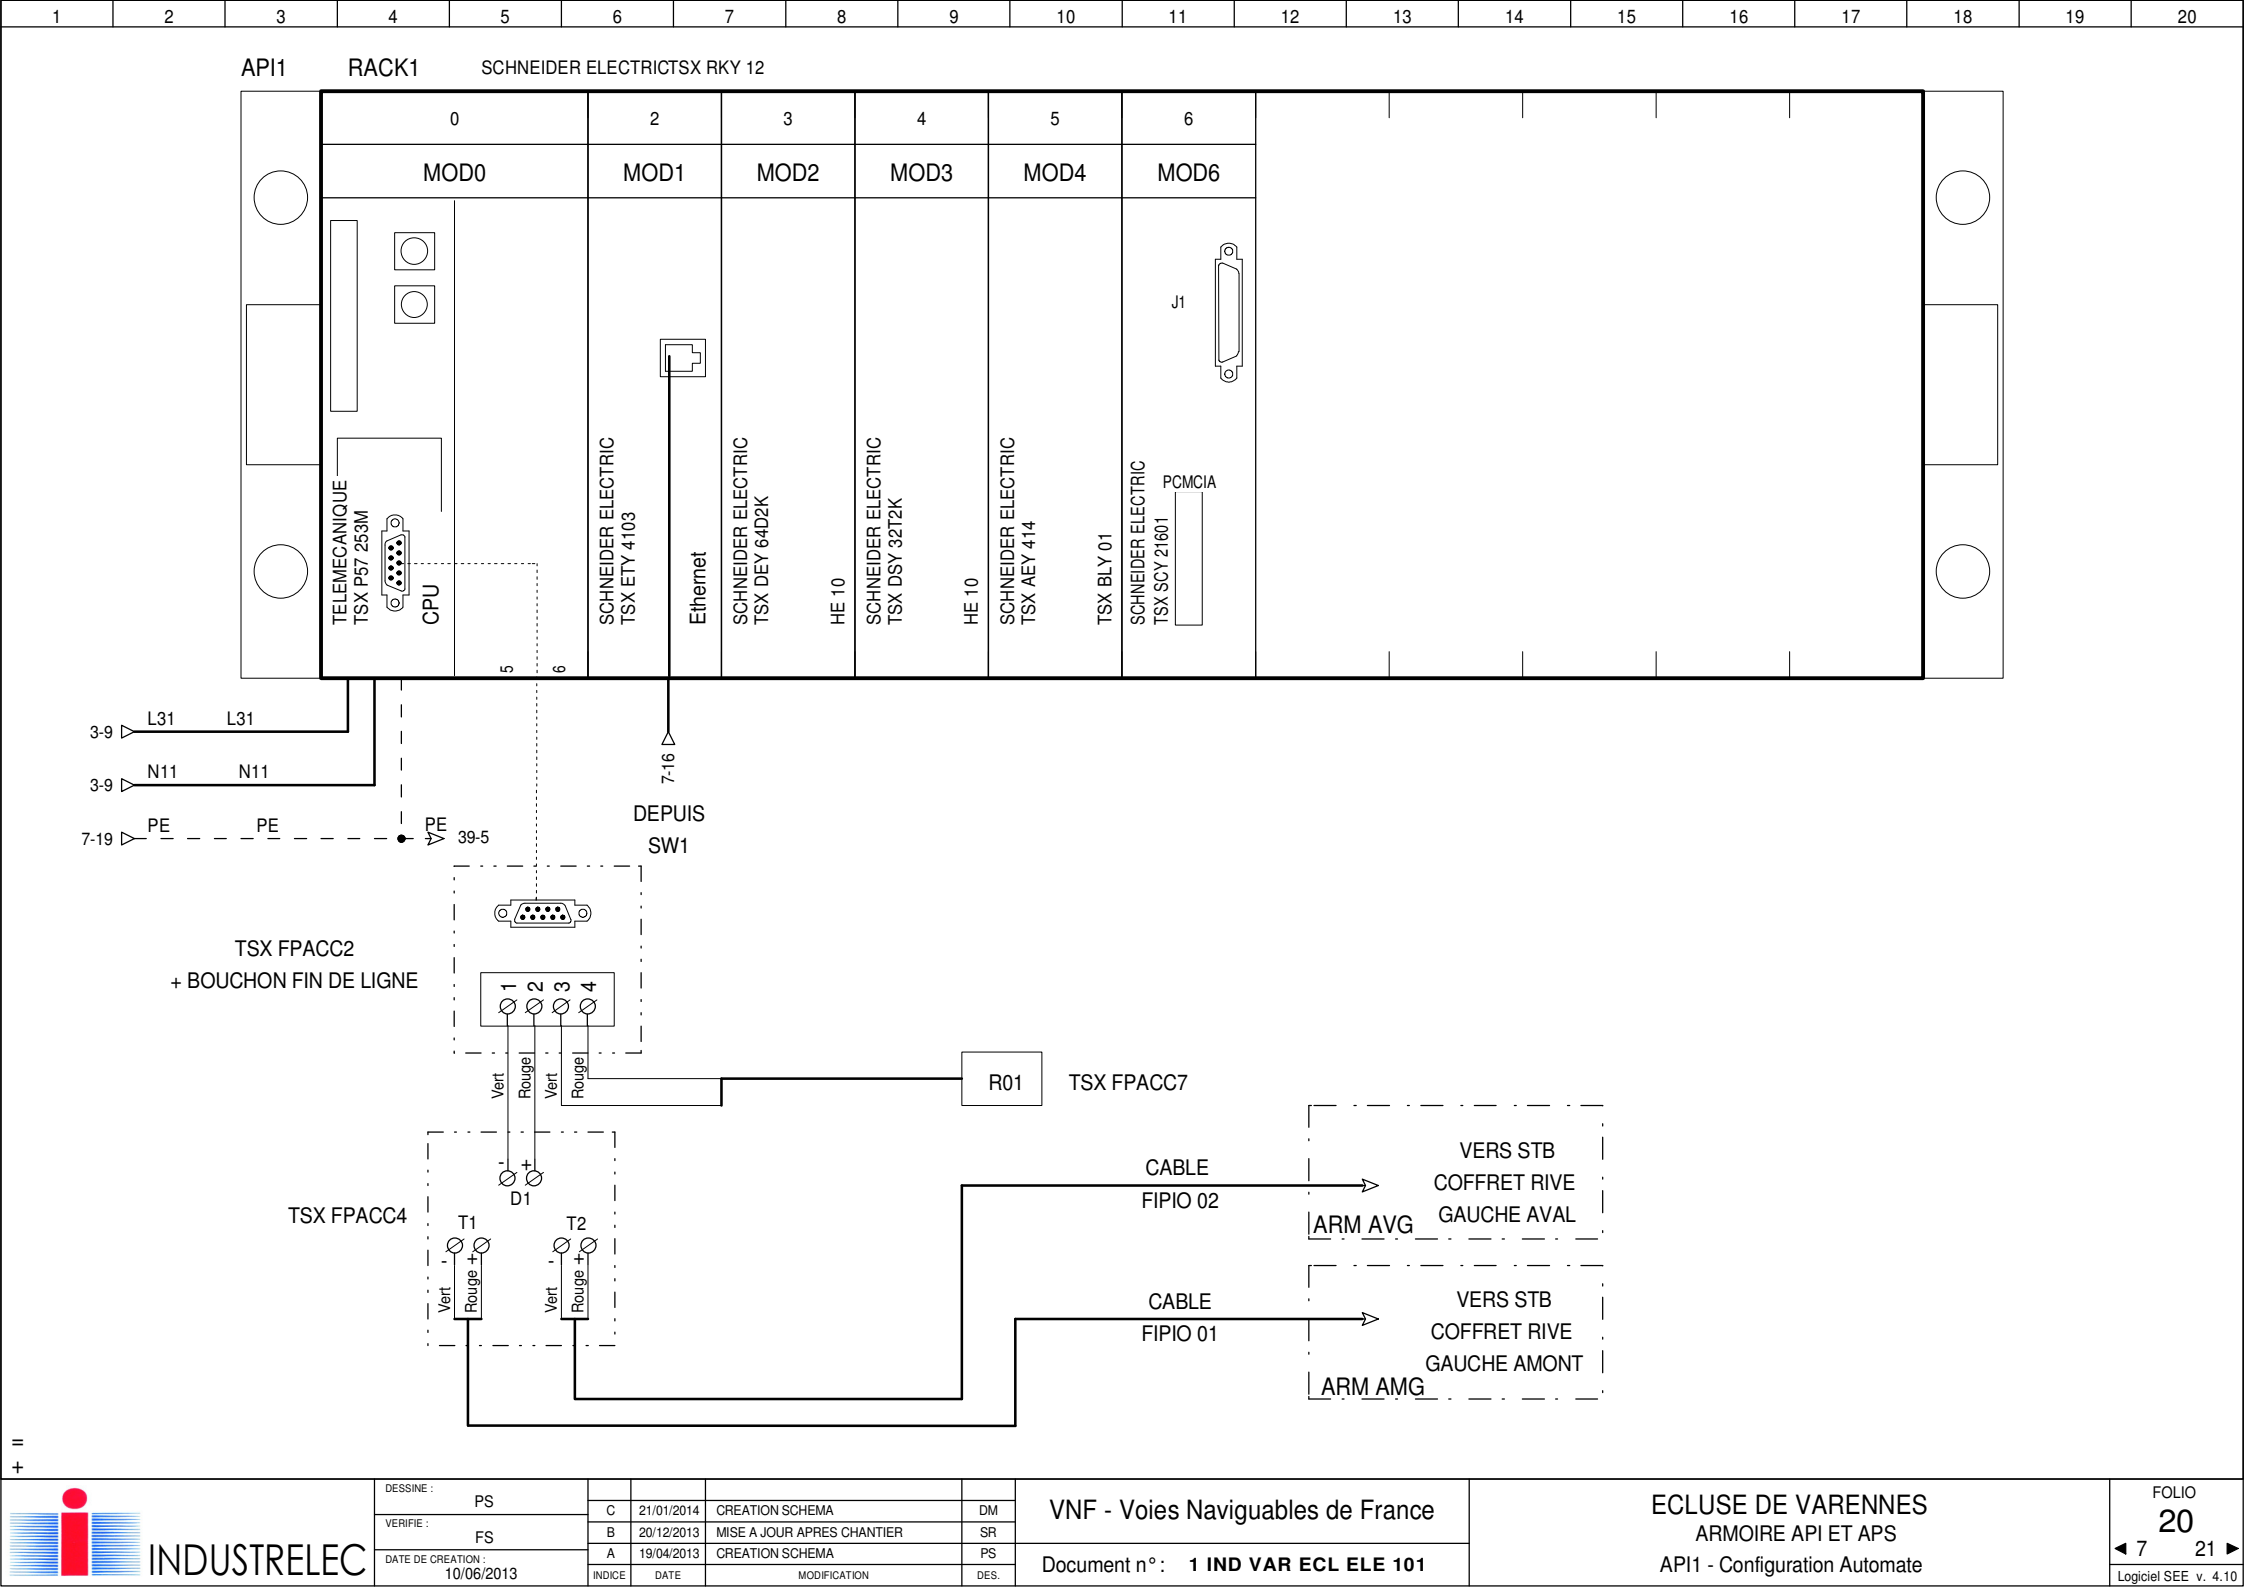 1 2 3 4 5 6 7 8 9 10 11 12 13 14 15 16 17 18 19 20
API1 RACK1 SCHNEIDER ELECTRICTSX RKY 12
0 2 3 4 5 6
MOD0 MOD1 MOD2 MOD3 MOD4 MOD6
TELEMECANIQUE
TSX P57 253M
CPU
5
6
SCHNEIDER ELECTRIC
TSX ETY 4103
Ethernet
SCHNEIDER ELECTRIC
TSX DEY 64D2K
HE 10
SCHNEIDER ELECTRIC
TSX DSY 32T2K
HE 10
SCHNEIDER ELECTRIC
TSX AEY 414
TSX BLY 01
SCHNEIDER ELECTRIC
TSX SCY 21601
J1
PCMCIA
3-9 L31 L31
3-9 N11 N11
7-19 PE PE PE 39-5
7-16
DEPUIS
SW1
TSX FPACC2
+ BOUCHON FIN DE LIGNE
1 2 3 4
Vert Rouge Vert Rouge
R01 TSX FPACC7
- +
D1
TSX FPACC4
T1 T2
- + - +
Vert Rouge Vert Rouge
CABLE
FIPIO 02
VERS STB
COFFRET RIVE
GAUCHE AVAL
ARM AVG
CABLE
FIPIO 01
VERS STB
COFFRET RIVE
GAUCHE AMONT
ARM AMG
=
+
INDUSTRELEC
DESSINE :
PS
VERIFIE :
FS
DATE DE CREATION :
10/06/2013
C 21/01/2014 CREATION SCHEMA DM
B 20/12/2013 MISE A JOUR APRES CHANTIER SR
A 19/04/2013 CREATION SCHEMA PS
INDICE DATE MODIFICATION DES.
VNF - Voies Naviguables de France
Document n° : 1 IND VAR ECL ELE 101
ECLUSE DE VARENNES
ARMOIRE API ET APS
API1 - Configuration Automate
FOLIO
20
7 21
Logiciel SEE v. 4.10